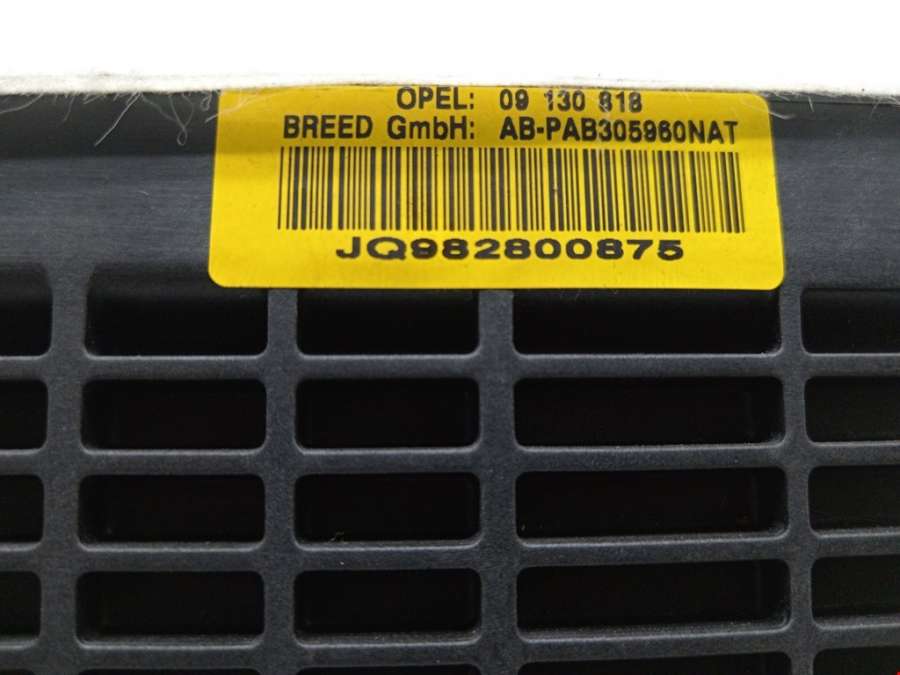 OPEL: 09 130 818
BREED GmbH: AB-PAB305960NAT
JQ982800875